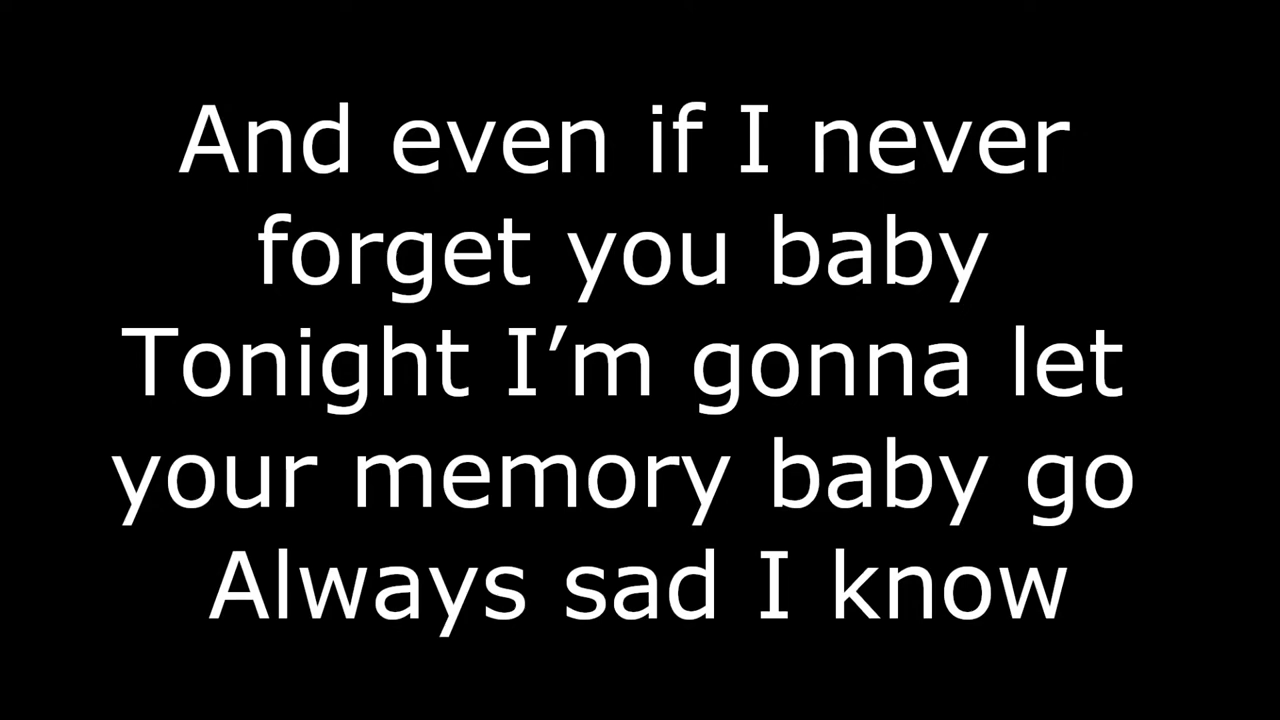 And even if I never
forget you baby
Tonight I’m gonna let
your memory baby go
Always sad I know